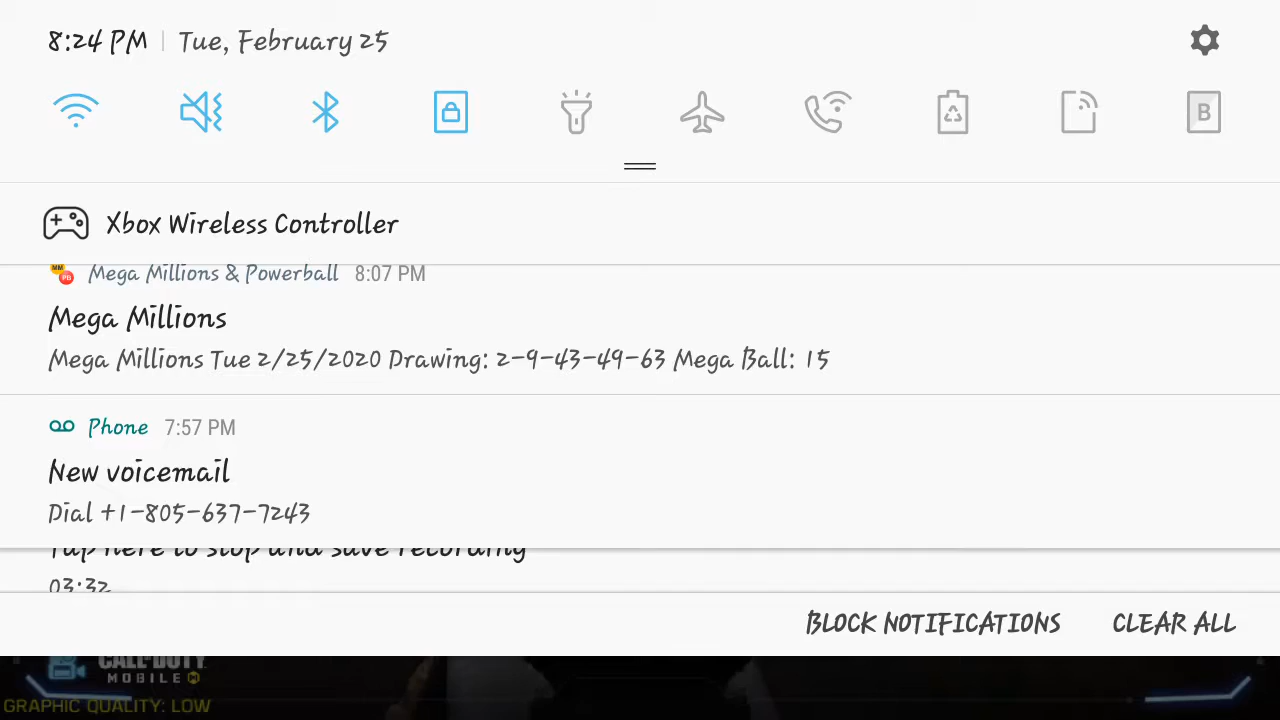 8:24 PM | Tue, February 25
B
Xbox Wireless Controller
MM PB Mega Millions & Powerball 8:07 PM
Mega Millions
Mega Millions Tue 2/25/2020 Drawing: 2-9-43-49-63 Mega Ball: 15
Phone 7:57 PM
New voicemail
Dial +1-805-637-7243
Tap here to stop and save recording
03:32
BLOCK NOTIFICATIONS CLEAR ALL
CALL OF DUTY
MOBILE
GRAPHIC QUALITY: LOW